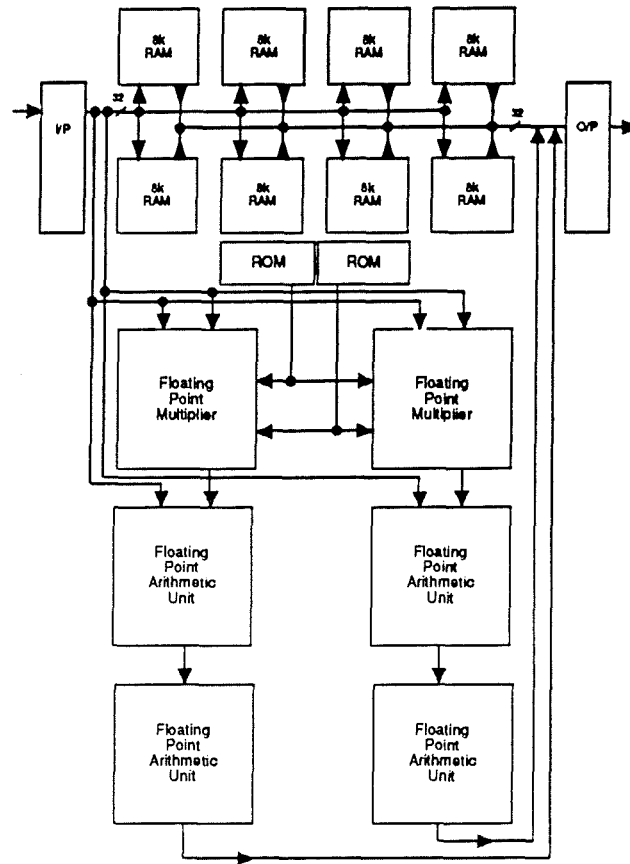 8k
RAM
8k
RAM
8k
RAM
8k
RAM
I/P
32
32
O/P
8k
RAM
8k
RAM
8k
RAM
8k
RAM
ROM
ROM
Floating
Point
Multiplier
Floating
Point
Multiplier
Floating
Point
Arithmetic
Unit
Floating
Point
Arithmetic
Unit
Floating
Point
Arithmetic
Unit
Floating
Point
Arithmetic
Unit